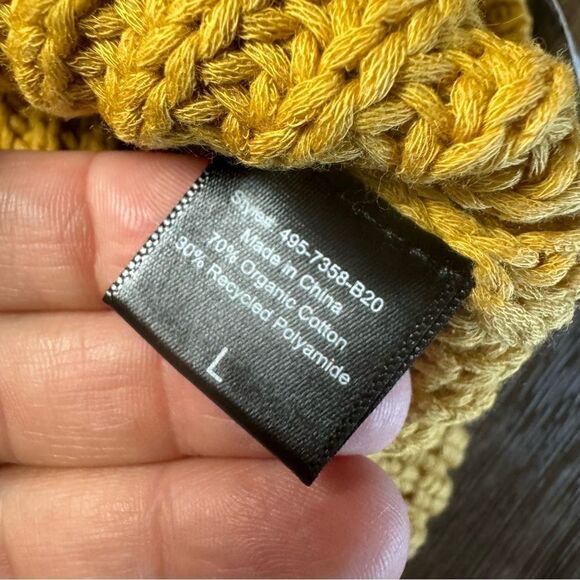 Style# 495-7358-B20
Made in China
70% Organic Cotton
30% Recycled Polyamide
L